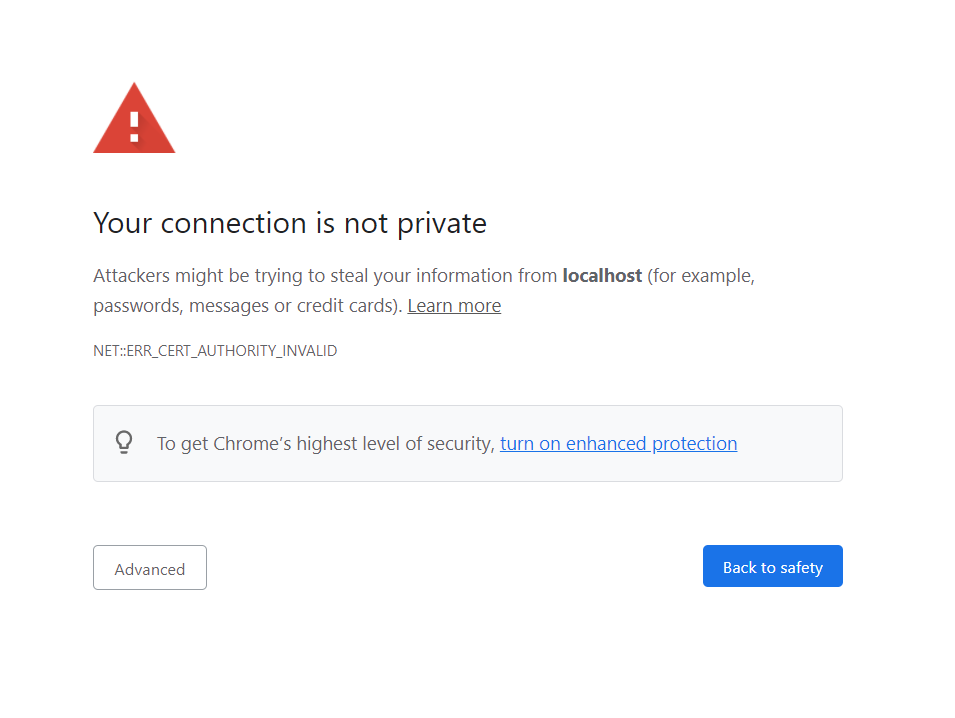 Your connection is not private
Attackers might be trying to steal your information from localhost (for example,
passwords, messages or credit cards). Learn more
NET::ERR_CERT_AUTHORITY_INVALID
To get Chrome’s highest level of security, turn on enhanced protection
Advanced
Back to safety